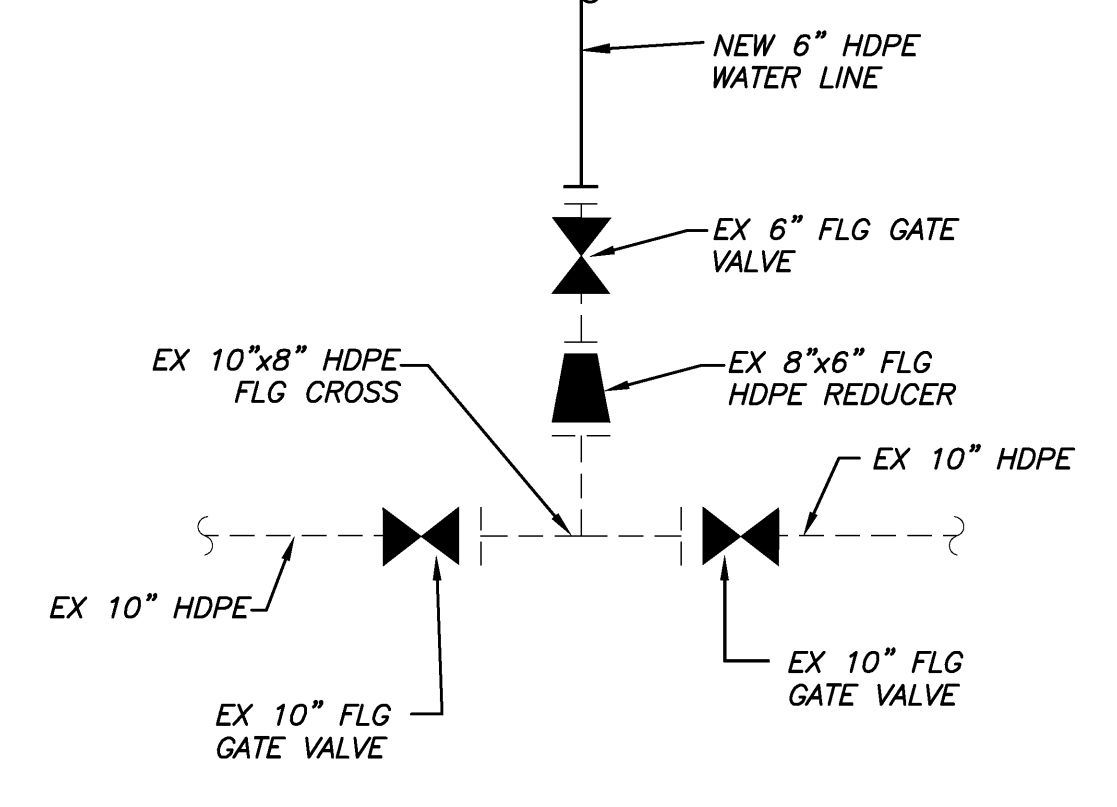 NEW 6” HDPE
WATER LINE
EX 6” FLG GATE
VALVE
EX 10”x8” HDPE
FLG CROSS
EX 8”x6” FLG
HDPE REDUCER
EX 10” HDPE
EX 10” HDPE
EX 10” FLG
GATE VALVE
EX 10” FLG
GATE VALVE